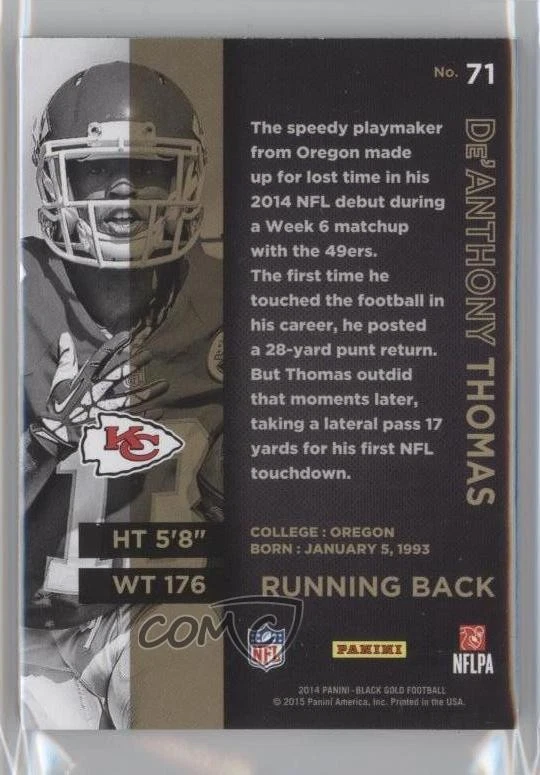 No. 71
DE'ANTHONY THOMAS
The speedy playmaker
from Oregon made
up for lost time in his
2014 NFL debut during
a Week 6 matchup
with the 49ers.
The first time he
touched the football in
his career, he posted
a 28-yard punt return.
But Thomas outdid
that moments later,
taking a lateral pass 17
yards for his first NFL
touchdown.
KC
13
HT 5'8"
WT 176
COLLEGE : OREGON
BORN : JANUARY 5, 1993
RUNNING BACK
COMC
NFL
PANINI
NFLPA
2014 PANINI - BLACK GOLD FOOTBALL
© 2015 Panini America, Inc. Printed in the USA.